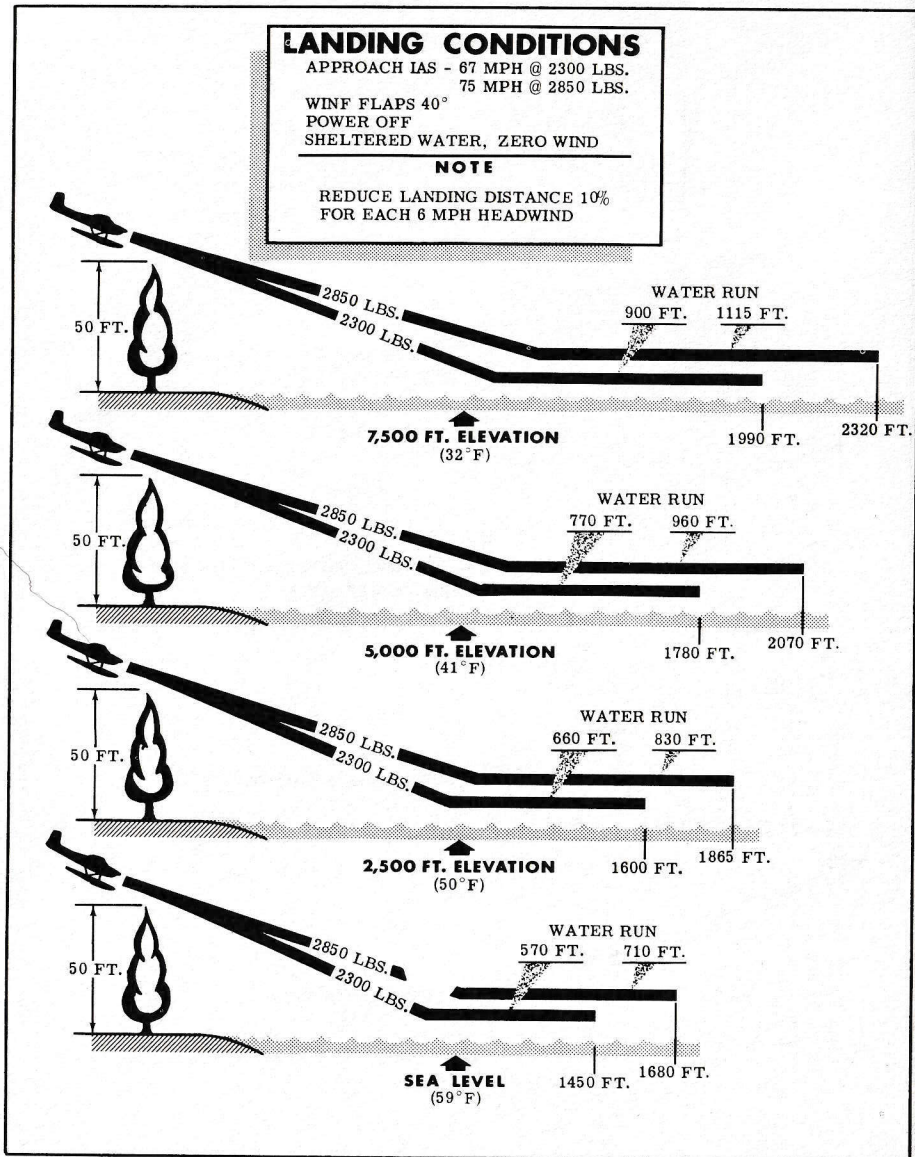 LANDING CONDITIONS
APPROACH IAS - 67 MPH @ 2300 LBS.
75 MPH @ 2850 LBS.
WINF FLAPS 40°
POWER OFF
SHELTERED WATER, ZERO WIND
NOTE
REDUCE LANDING DISTANCE 10%
FOR EACH 6 MPH HEADWIND
50 FT.
2850 LBS.
2300 LBS.
WATER RUN
900 FT. 1115 FT.
7,500 FT. ELEVATION
(32°F)
1990 FT.
2320 FT.
50 FT.
2850 LBS.
2300 LBS.
WATER RUN
770 FT. 960 FT.
5,000 FT. ELEVATION
(41°F)
1780 FT.
2070 FT.
50 FT.
2850 LBS.
2300 LBS.
WATER RUN
660 FT. 830 FT.
2,500 FT. ELEVATION
(50°F)
1600 FT.
1865 FT.
50 FT.
2850 LBS.
2300 LBS.
WATER RUN
570 FT. 710 FT.
SEA LEVEL
(59°F)
1450 FT.
1680 FT.